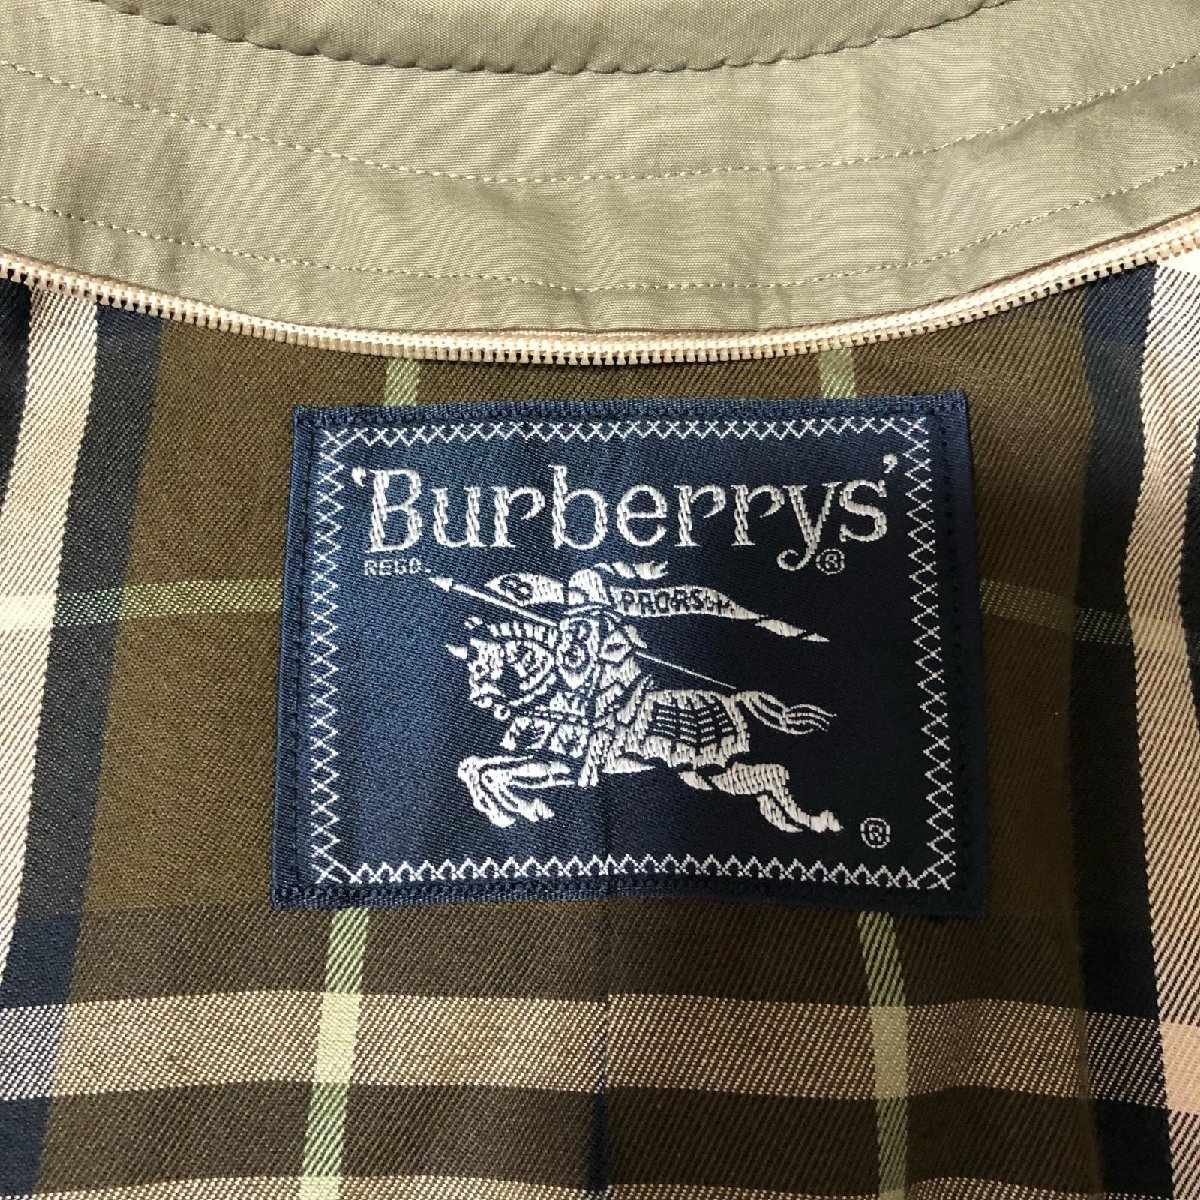 'Burberrys'
®
REGD.
PRORSUM
®